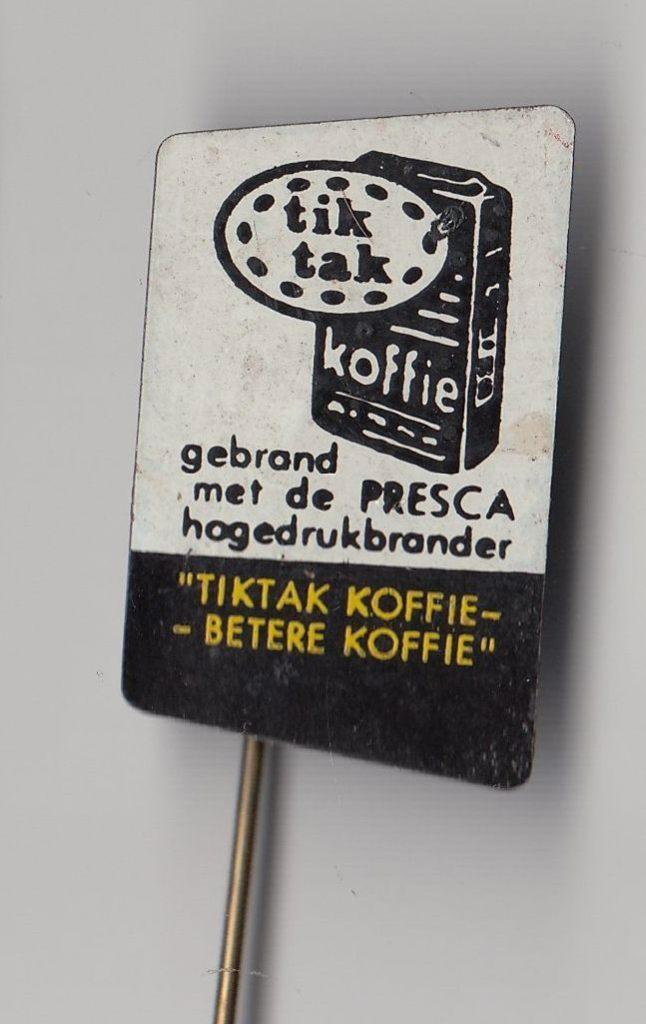 tik
tak
koffie
gebrand
met de PRESCA
hogedrukbrander
"TIKTAK KOFFIE-
- BETERE KOFFIE"